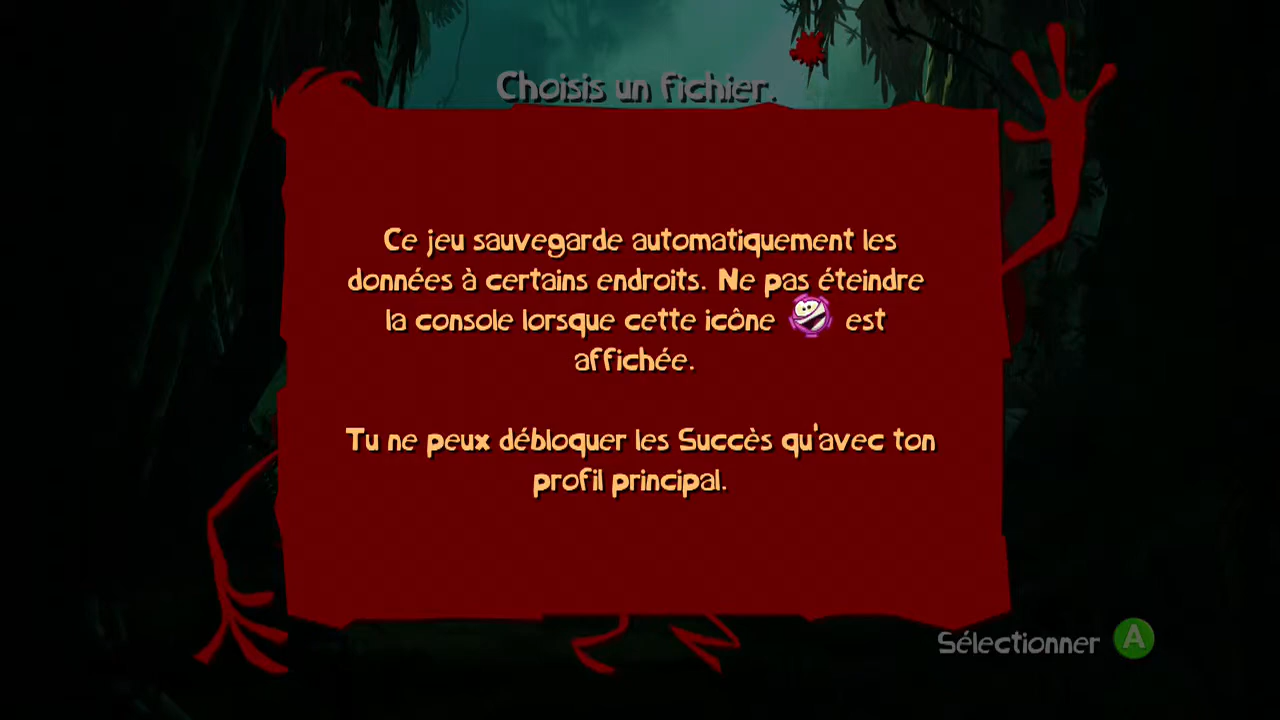 Choisis un fichier.
Ce jeu sauvegarde automatiquement les
données à certains endroits. Ne pas éteindre
la console lorsque cette icône est
affichée.
Tu ne peux débloquer les Succès qu'avec ton
profil principal.
Sélectionner A